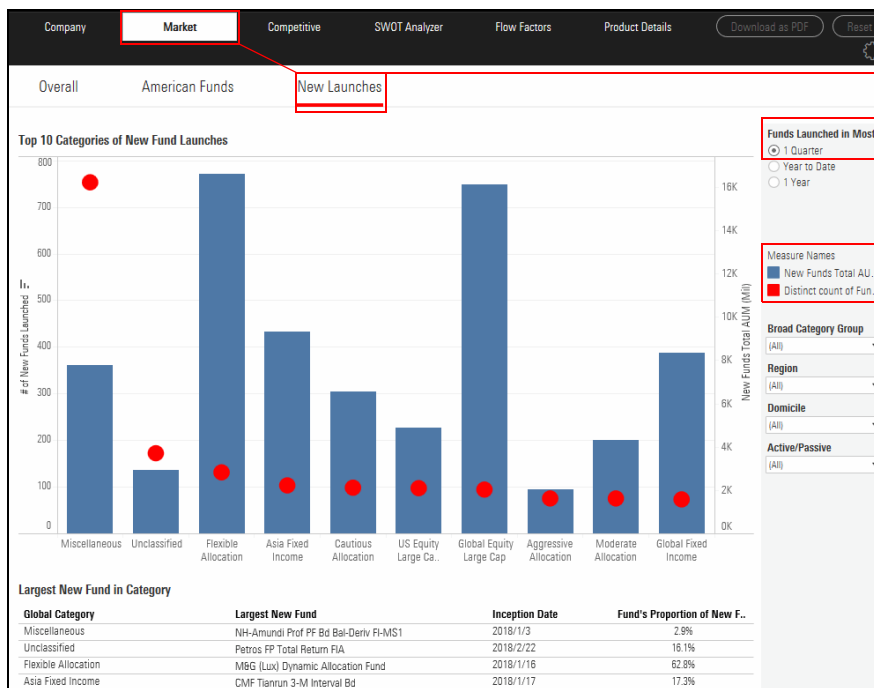 Company Market Competitive SWOT Analyzer Flow Factors Product Details Download as PDF Reset
Overall American Funds New Launches
Top 10 Categories of New Fund Launches
Funds Launched in Most
1 Quarter
Year to Date
1 Year
800
700
600
500
400
300
200
100
0
# of New Funds Launched
16K
14K
12K
10K
8K
6K
4K
2K
0K
New Funds Total AUM (Mil)
Measure Names
New Funds Total AU..
Distinct count of Fun..
Broad Category Group
(All)
Region
(All)
Domicile
(All)
Active/Passive
(All)
Miscellaneous Unclassified Flexible Asia Fixed Cautious US Equity Global Equity Aggressive Moderate Global Fixed
Allocation Income Allocation Large Ca.. Large Cap Allocation Allocation Income
Largest New Fund in Category
Global Category Largest New Fund Inception Date Fund's Proportion of New F..
Miscellaneous NH-Amundi Prof PF Bd Bal-Deriv FI-MS1 2018/1/3 2.9%
Unclassified Petros FP Total Return FIA 2018/2/22 16.1%
Flexible Allocation M&G (Lux) Dynamic Allocation Fund 2018/1/16 62.8%
Asia Fixed Income CMF Tianrun 3-M Interval Bd 2018/1/17 17.3%